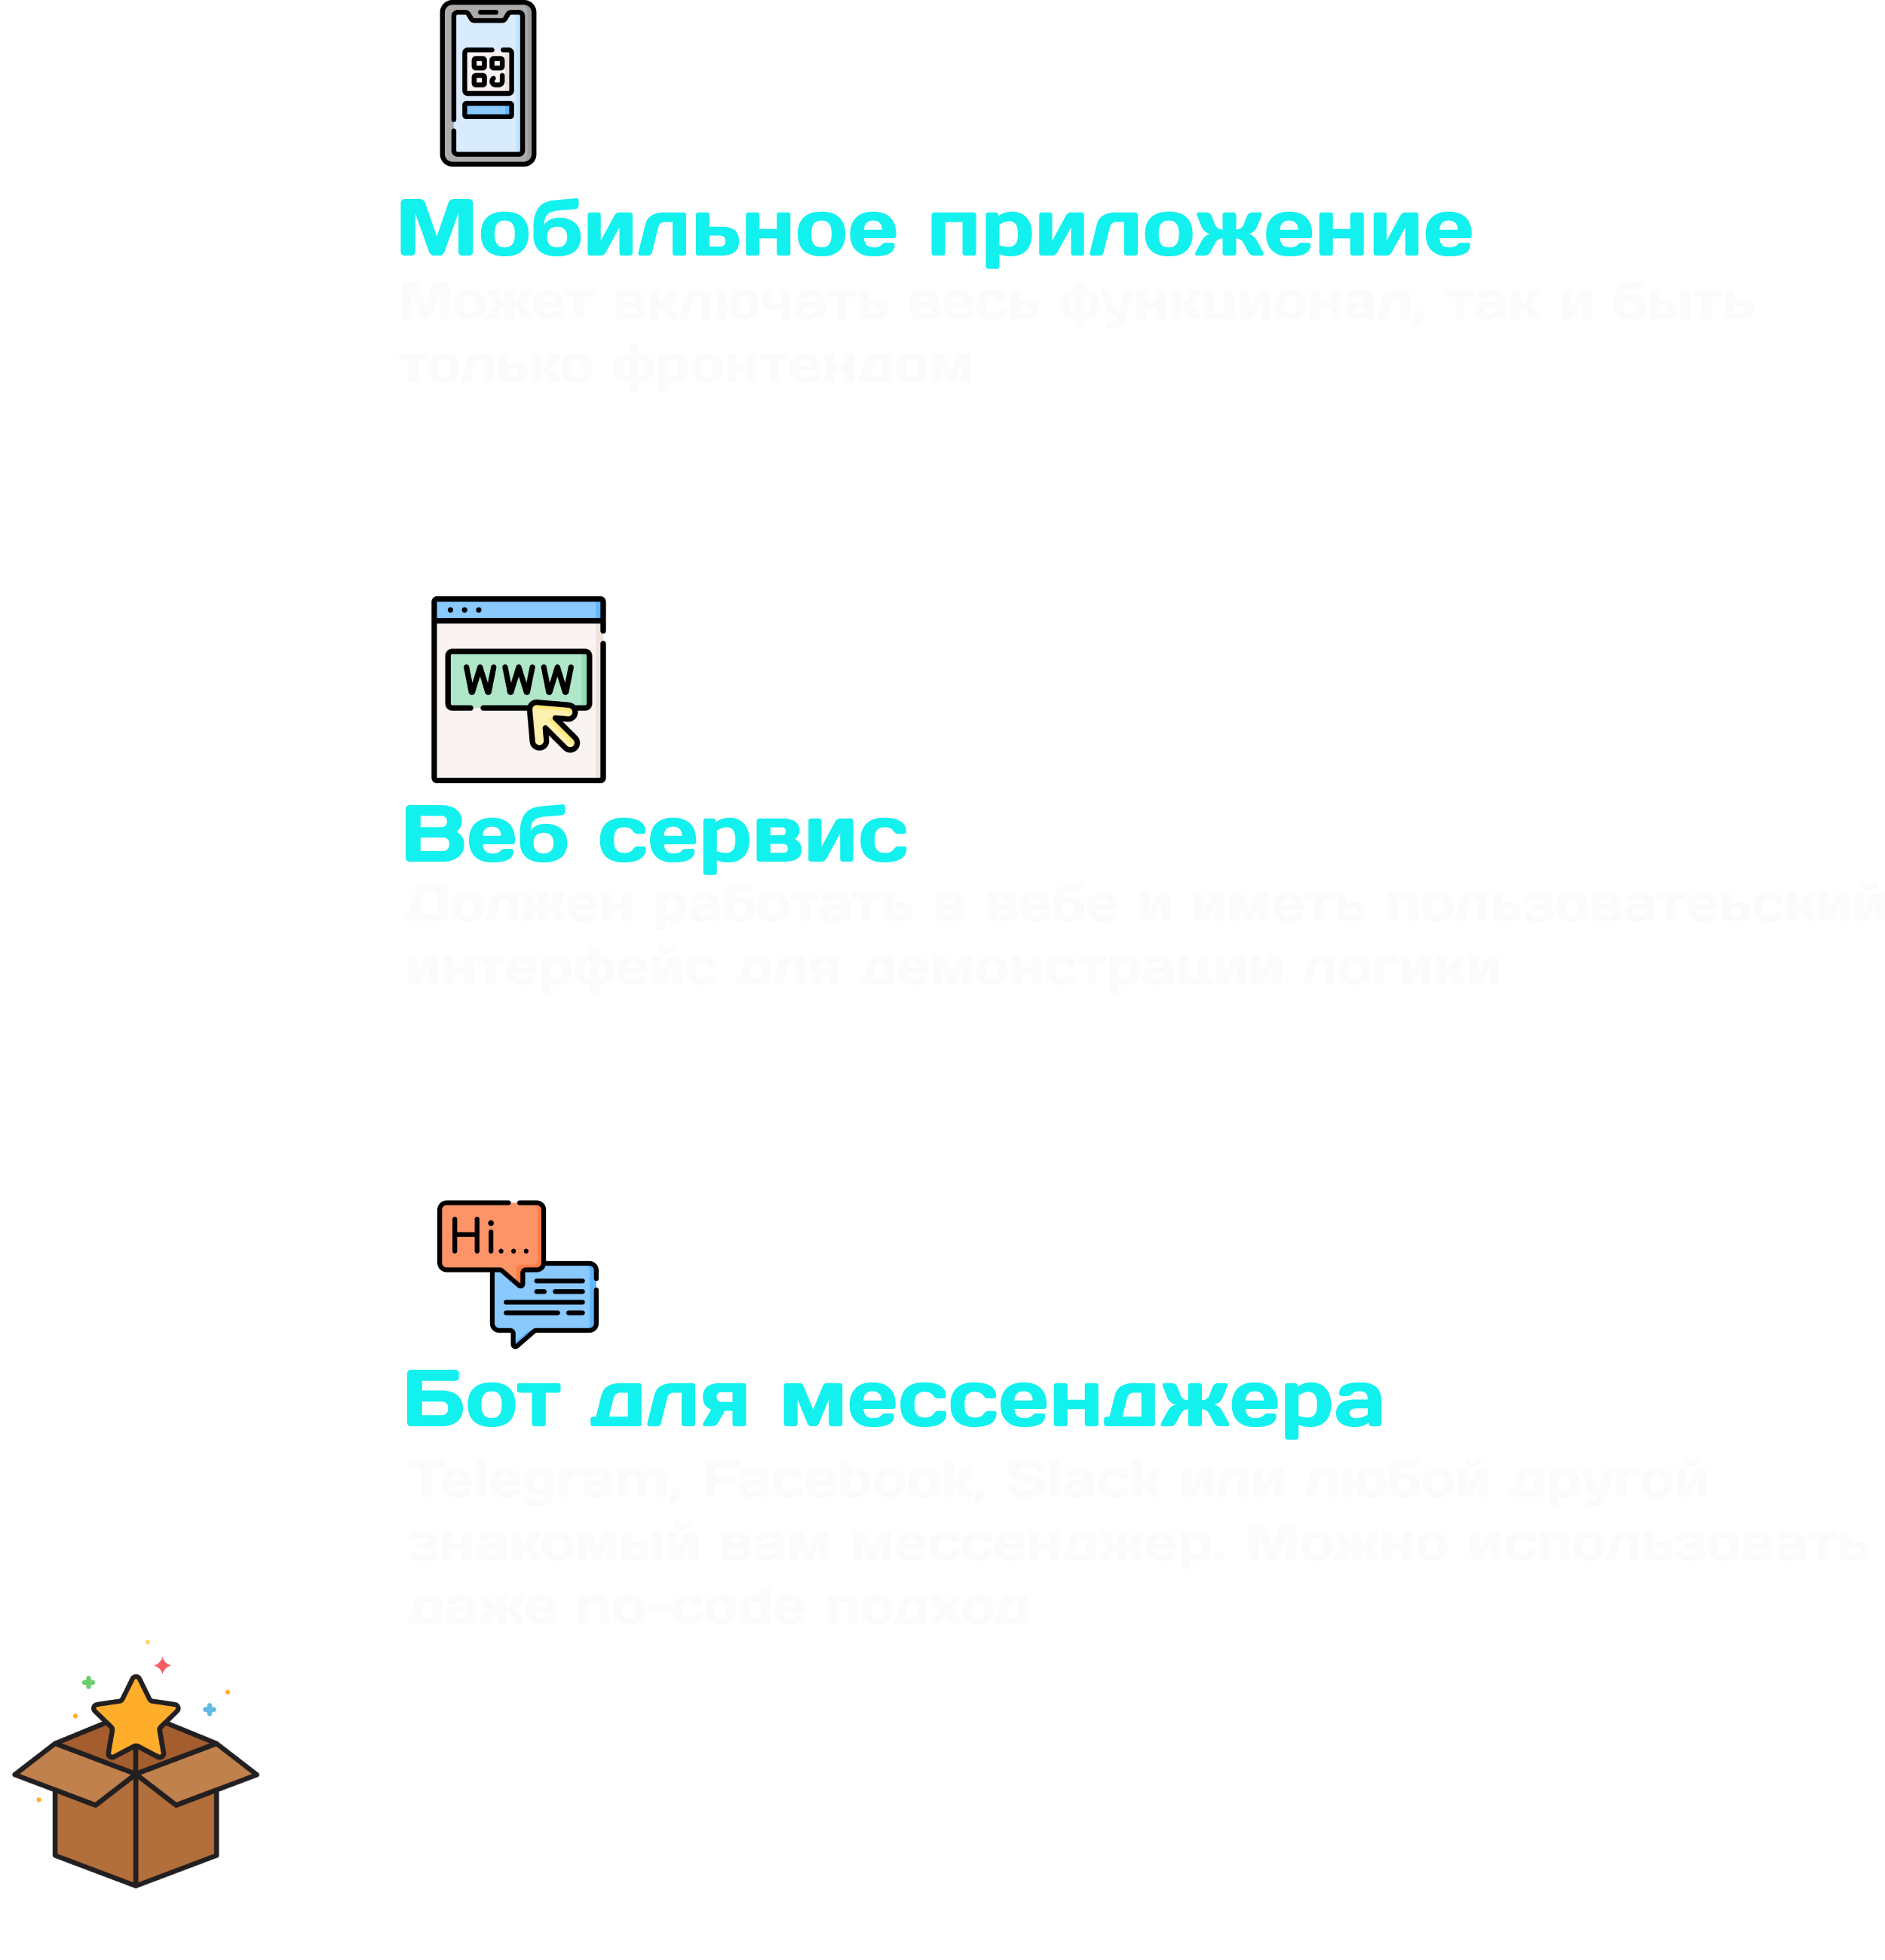 Мобильное приложение
Может включать весь функционал, так и быть
только фронтендом
WWW
Веб сервис
Должен работать в вебе и иметь пользоватеьский
интерфейс для демонстрации логики
Hi...
Бот для мессенджера
Telegram, Facebook, Slack или любой другой
знакомый вам мессенджер. Можно использовать
даже no-code подход